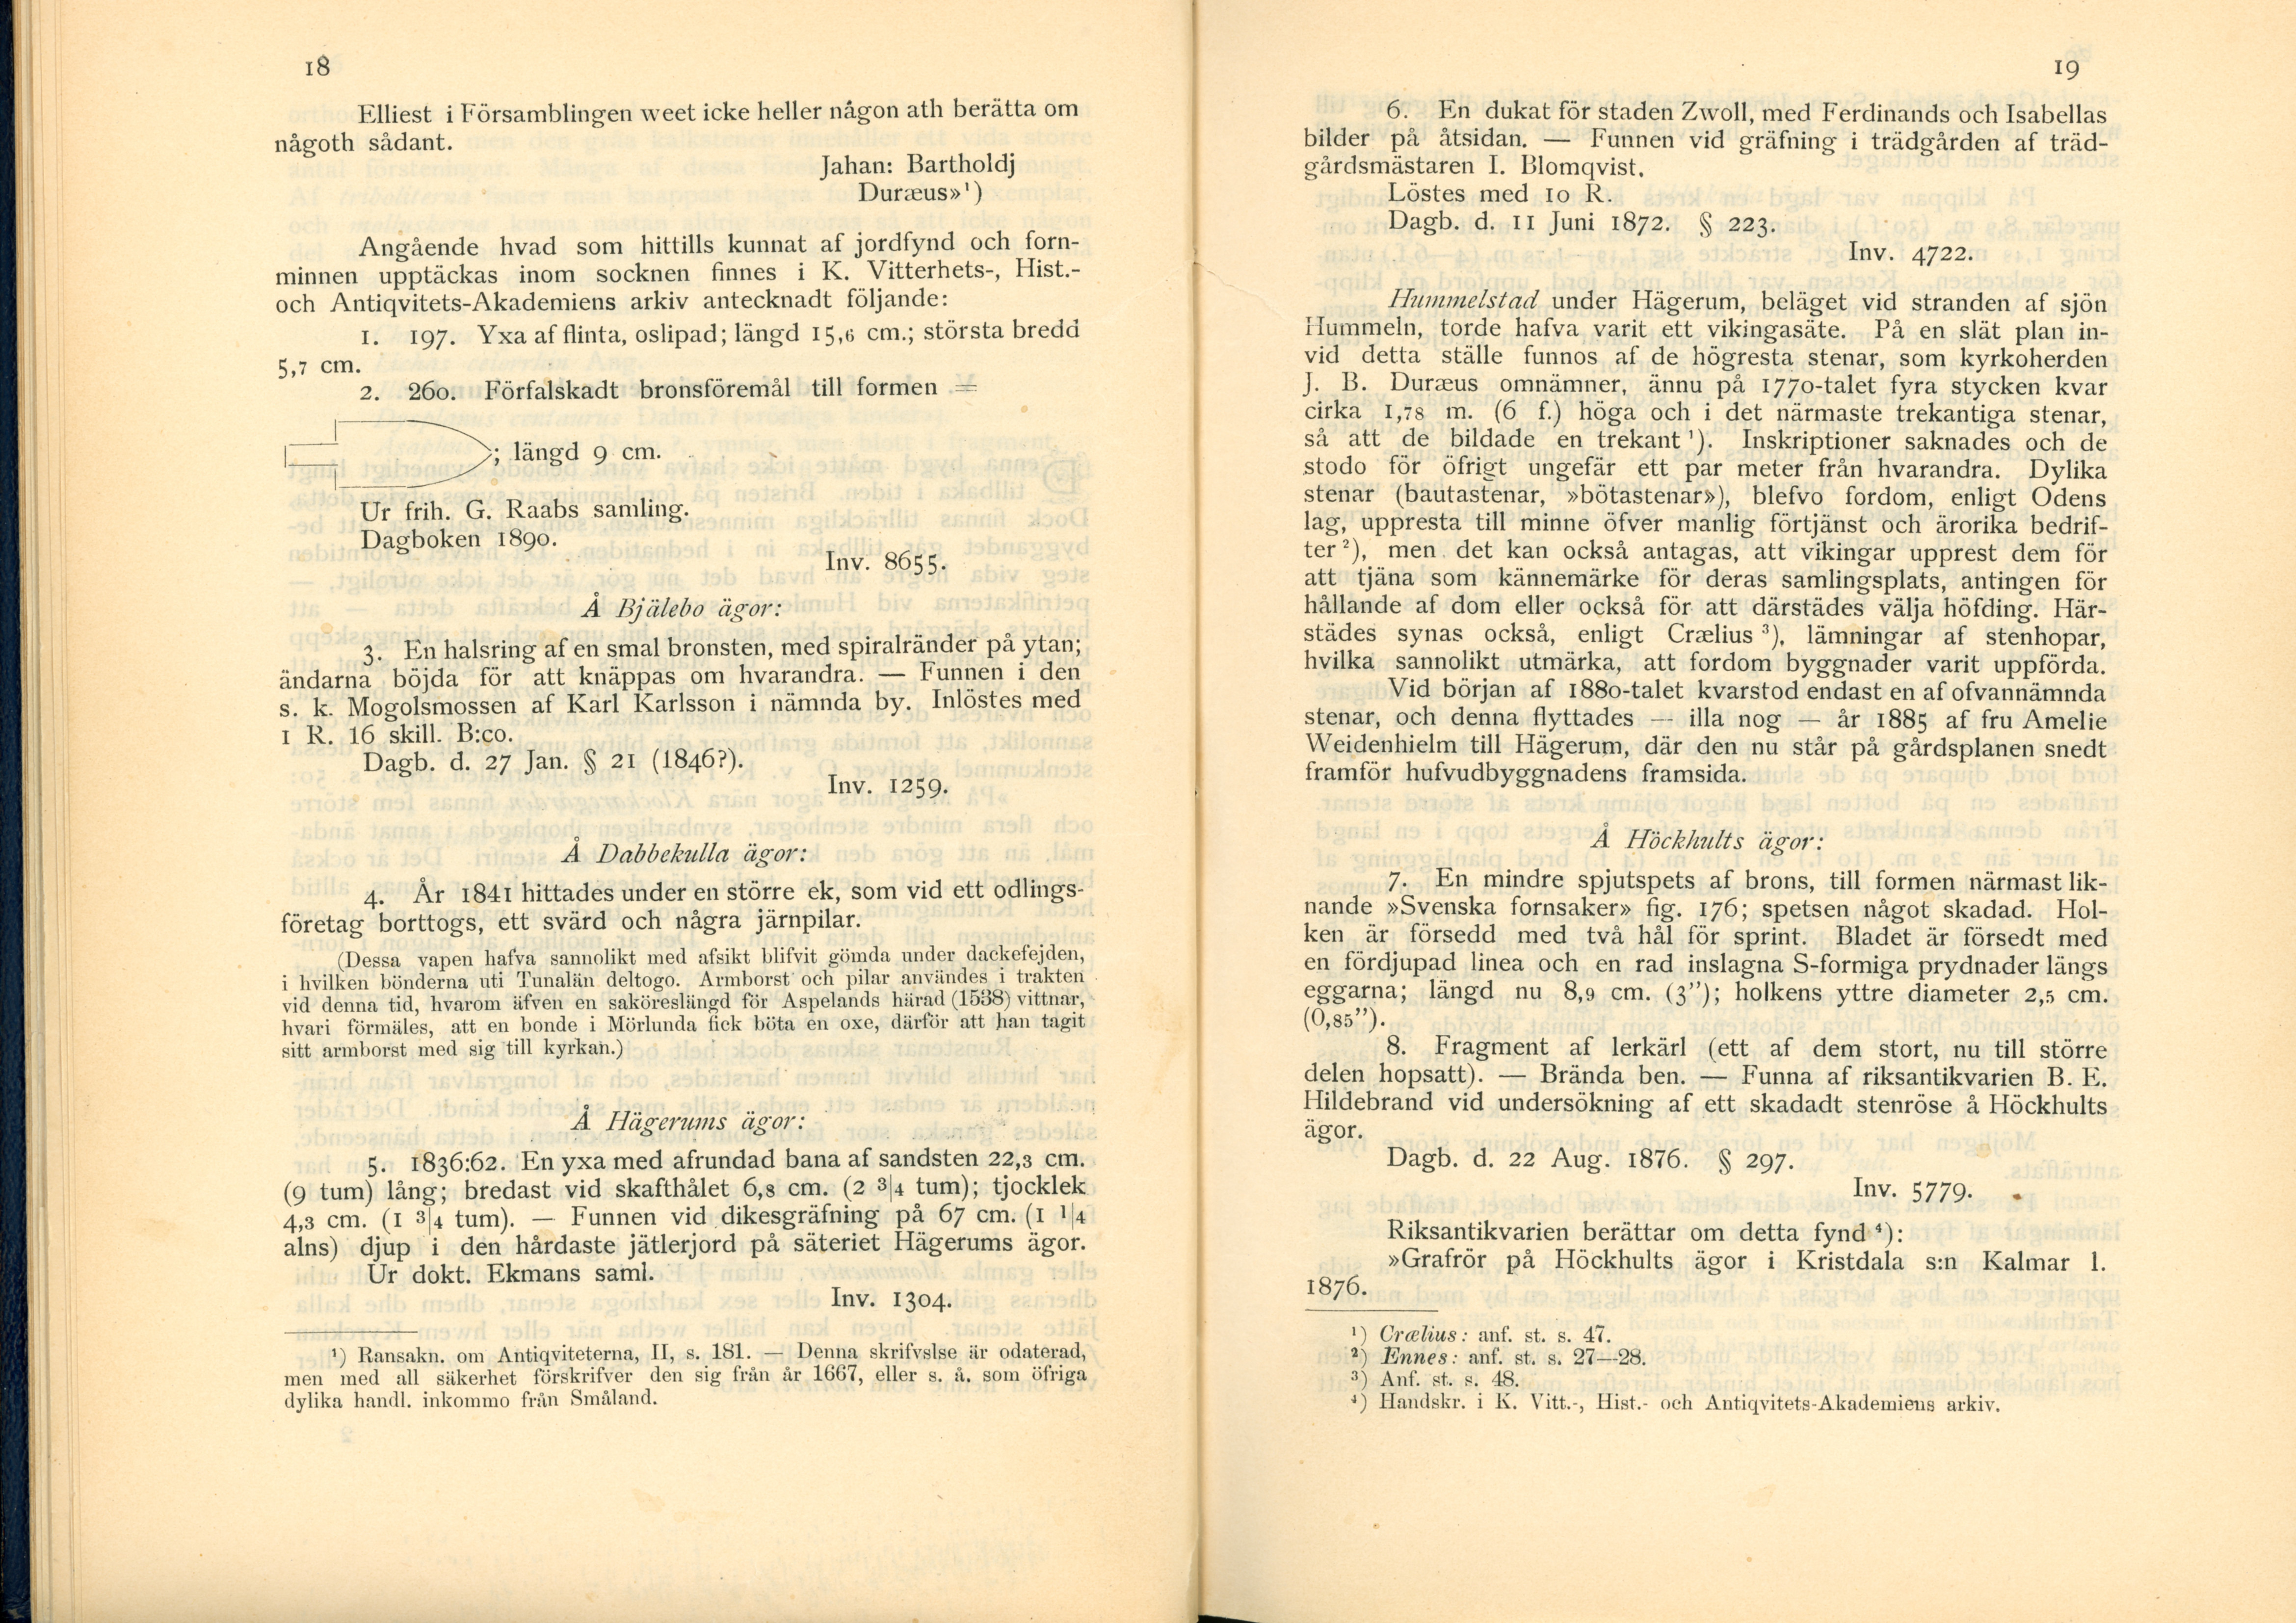 18
Elliest i Församblingen weet icke heller någon ath berätta om
någoth sådant.
Jahan: Bartholdj
Duræus»¹)
Angående hvad som hittills kunnat af jordfynd och forn-
minnen upptäckas inom socknen finnes i K. Vitterhets-, Hist.-
och Antiqvitets-Akademiens arkiv antecknadt följande:
1. 197. Yxa af flinta, oslipad; längd 15,6 cm.; största bredd
5,7 cm.
2. 260. Förfalskadt bronsföremål till formen =
; längd 9 cm.
Ur frih. G. Raabs samling.
Dagboken 1890.
Inv. 8655.
Å Bjälebo ägor:
3. En halsring af en smal bronsten, med spiralränder på ytan;
ändarna böjda för att knäppas om hvarandra. — Funnen i den
s. k. Mogolsmossen af Karl Karlsson i nämnda by. Inlöstes med
1 R. 16 skill. B:co.
Dagb. d. 27 Jan. § 21 (1846?).
Inv. 1259.
Å Dabbekulla ägor:
4. År 1841 hittades under en större ek, som vid ett odlings-
företag borttogs, ett svärd och några järnpilar.
(Dessa vapen hafva sannolikt med afsikt blifvit gömda under dackefejden,
i hvilken bönderna uti Tunalän deltogo. Armborst och pilar användes i trakten
vid denna tid, hvarom äfven en saköreslängd för Aspelands härad (1538) vittnar,
hvari förmäles, att en bonde i Mörlunda fick böta en oxe, därför att han tagit
sitt armborst med sig till kyrkan.)
Å Hägerums ägor:
5. 1836:62. En yxa med afrundad bana af sandsten 22,3 cm.
(9 tum) lång; bredast vid skafthålet 6,8 cm. (2 3|4 tum); tjocklek
4,3 cm. (1 3|4 tum). — Funnen vid dikesgräfning på 67 cm. (1 1|4
alns) djup i den hårdaste jätlerjord på säteriet Hägerums ägor.
Ur dokt. Ekmans saml.
Inv. 1304.
¹) Ransakn. om Antiqviteterna, II, s. 181. — Denna skrifvslse är odaterad,
men med all säkerhet förskrifver den sig från år 1667, eller s. å. som öfriga
dylika handl. inkommo från Småland.
19
6. En dukat för staden Zwoll, med Ferdinands och Isabellas
bilder på åtsidan. — Funnen vid gräfning i trädgården af träd-
gårdsmästaren I. Blomqvist.
Löstes med 10 R.
Dagb. d. 11 Juni 1872. § 223.
Inv. 4722.
Hummelstad under Hägerum, beläget vid stranden af sjön
Hummeln, torde hafva varit ett vikingasäte. På en slät plan in-
vid detta ställe funnos af de högresta stenar, som kyrkoherden
J. B. Duræus omnämner, ännu på 1770-talet fyra stycken kvar
cirka 1,78 m. (6 f.) höga och i det närmaste trekantiga stenar,
så att de bildade en trekant¹). Inskriptioner saknades och de
stodo för öfrigt ungefär ett par meter från hvarandra. Dylika
stenar (bautastenar, »bötastenar»), blefvo fordom, enligt Odens
lag, uppresta till minne öfver manlig förtjänst och ärorika bedrif-
ter²), men det kan också antagas, att vikingar upprest dem för
att tjäna som kännemärke för deras samlingsplats, antingen för
hållande af dom eller också för att därstädes välja höfding. Här-
städes synas också, enligt Crælius³), lämningar af stenhopar,
hvilka sannolikt utmärka, att fordom byggnader varit uppförda.
Vid början af 1880-talet kvarstod endast en af ofvannämnda
stenar, och denna flyttades — illa nog — år 1885 af fru Amelie
Weidenhielm till Hägerum, där den nu står på gårdsplanen snedt
framför hufvudbyggnadens framsida.
Å Höckhults ägor:
7. En mindre spjutspets af brons, till formen närmast lik-
nande »Svenska fornsaker» fig. 176; spetsen något skadad. Hol-
ken är försedd med två hål för sprint. Bladet är försedt med
en fördjupad linea och en rad inslagna S-formiga prydnader längs
eggarna; längd nu 8,9 cm. (3”); holkens yttre diameter 2,5 cm.
(0,85”).
8. Fragment af lerkärl (ett af dem stort, nu till större
delen hopsatt). — Brända ben. — Funna af riksantikvarien B. E.
Hildebrand vid undersökning af ett skadadt stenröse å Höckhults
ägor.
Dagb. d. 22 Aug. 1876. § 297.
Inv. 5779.
Riksantikvarien berättar om detta fynd⁴):
»Grafrör på Höckhults ägor i Kristdala s:n Kalmar l.
1876.
¹) Crælius: anf. st. s. 47.
²) Ennes: anf. st. s. 27—28.
³) Anf. st. s. 48.
⁴) Handskr. i K. Vitt.-, Hist.- och Antiqvitets-Akademiens arkiv.